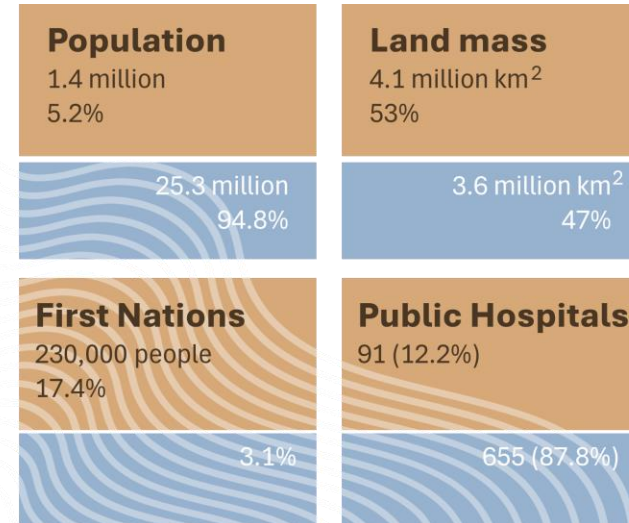 Population
1.4 million
5.2%
25.3 million
94.8%
Land mass
4.1 million km²
53%
3.6 million km²
47%
First Nations
230,000 people
17.4%
3.1%
Public Hospitals
91 (12.2%)
655 (87.8%)